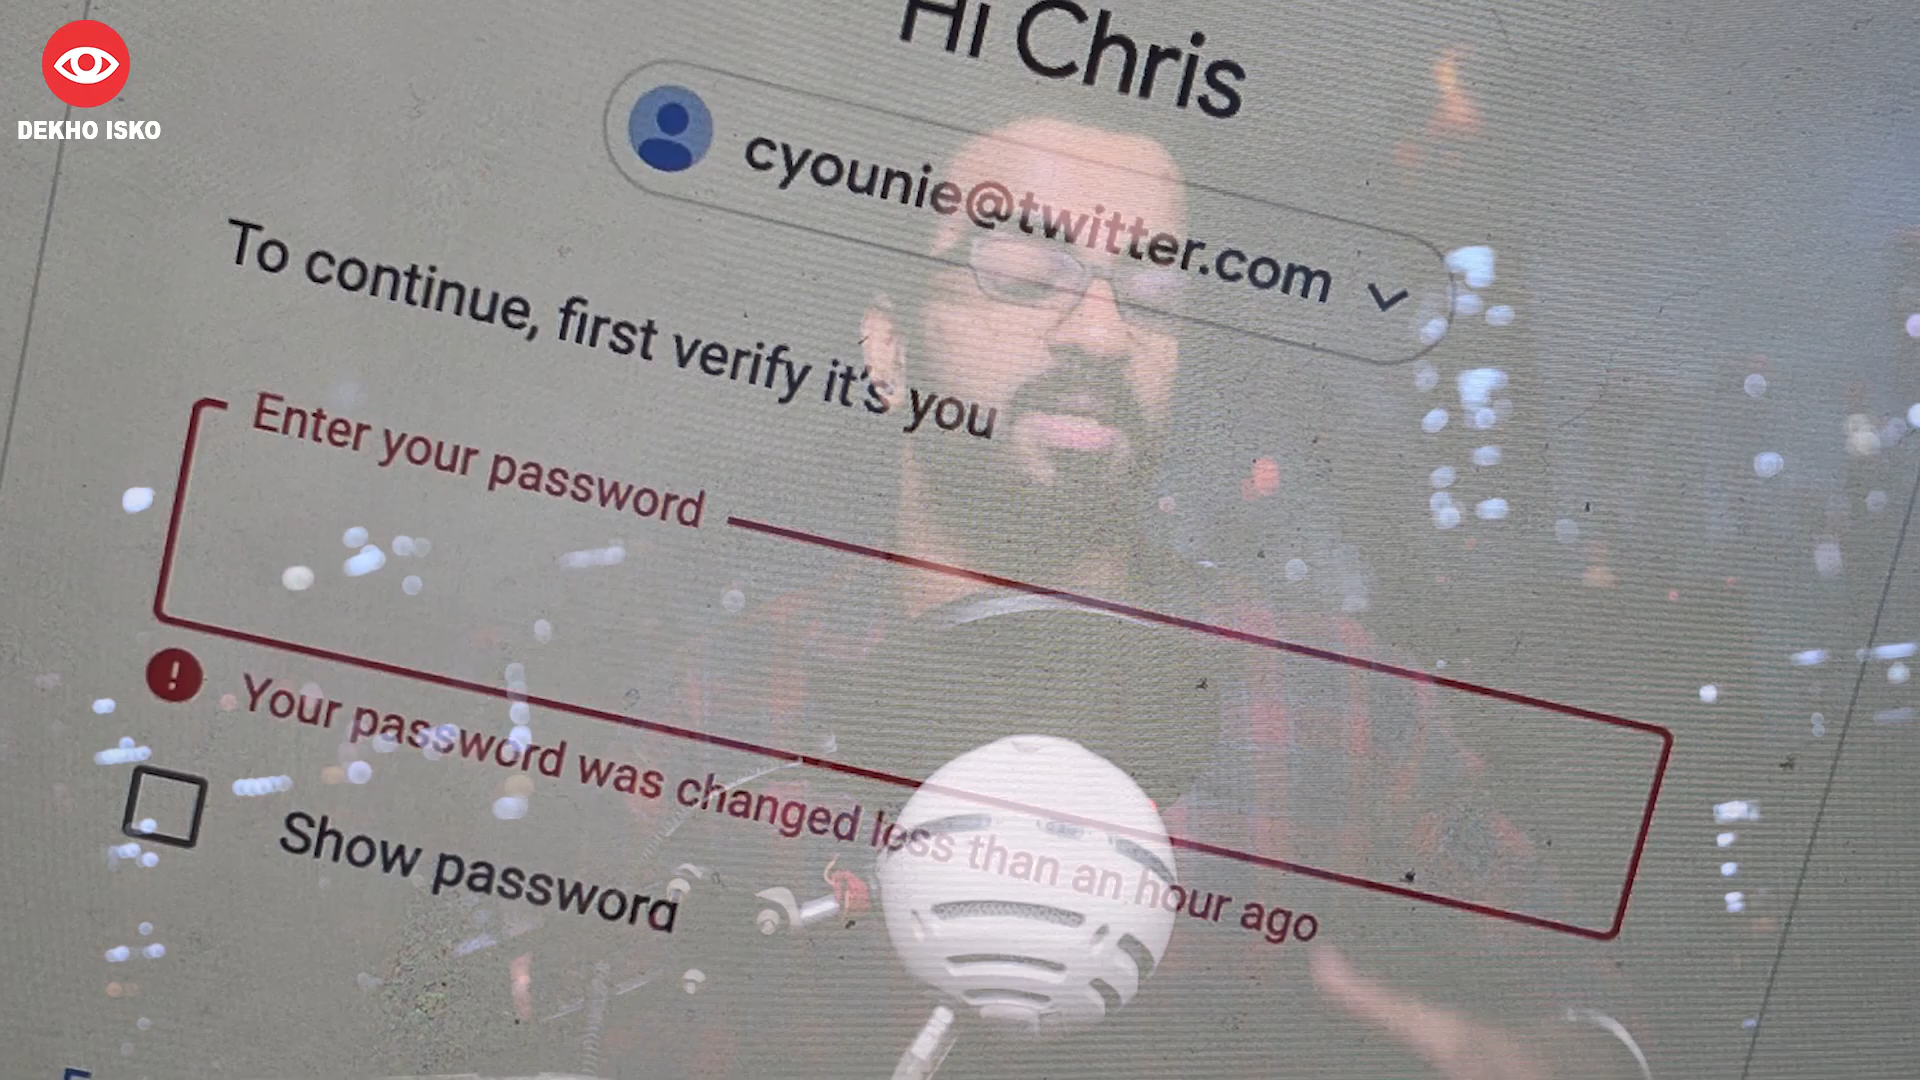 DEKHO ISKO
Hi Chris
cyounie@twitter.com
To continue, first verify it's you
Enter your password
Your password was changed less than an hour ago
Show password